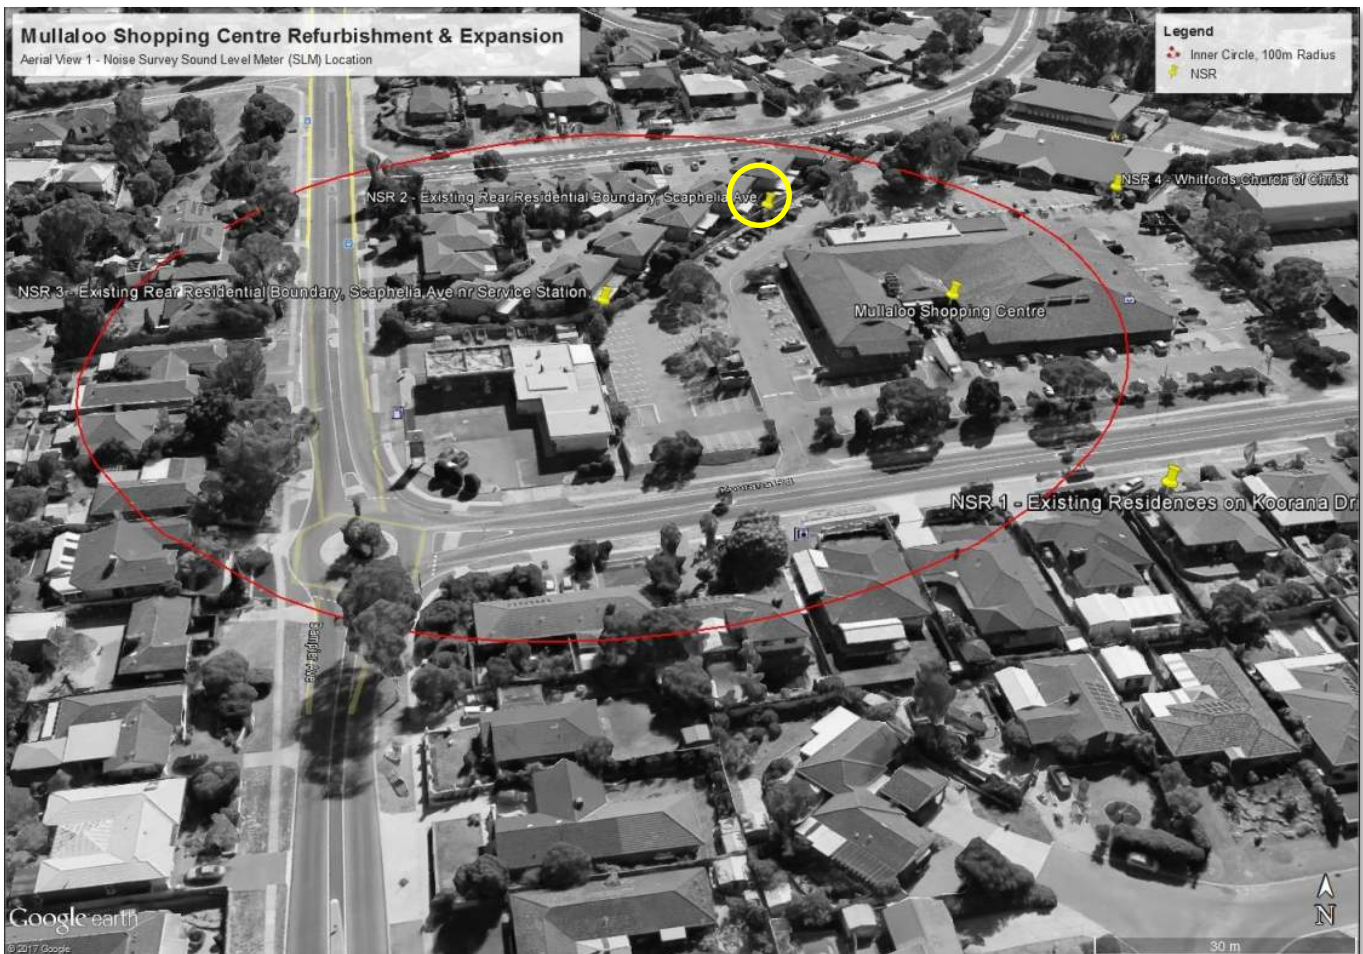 Mullaloo Shopping Centre Refurbishment & Expansion
Aerial View 1 - Noise Survey Sound Level Meter (SLM) Location
Legend
Inner Circle, 100m Radius
NSR
NSR 4 - Whitfords Church of Christ
NSR 2 - Existing Rear Residential Boundary, Scaphelia Ave
NSR 3 - Existing Rear Residential Boundary, Scaphelia Ave nr Service Station
Mullaloo Shopping Centre
NSR 1 - Existing Residences on Koorana Dr.
Dampier Ave
Google earth
© 2017 Google
N
30 m